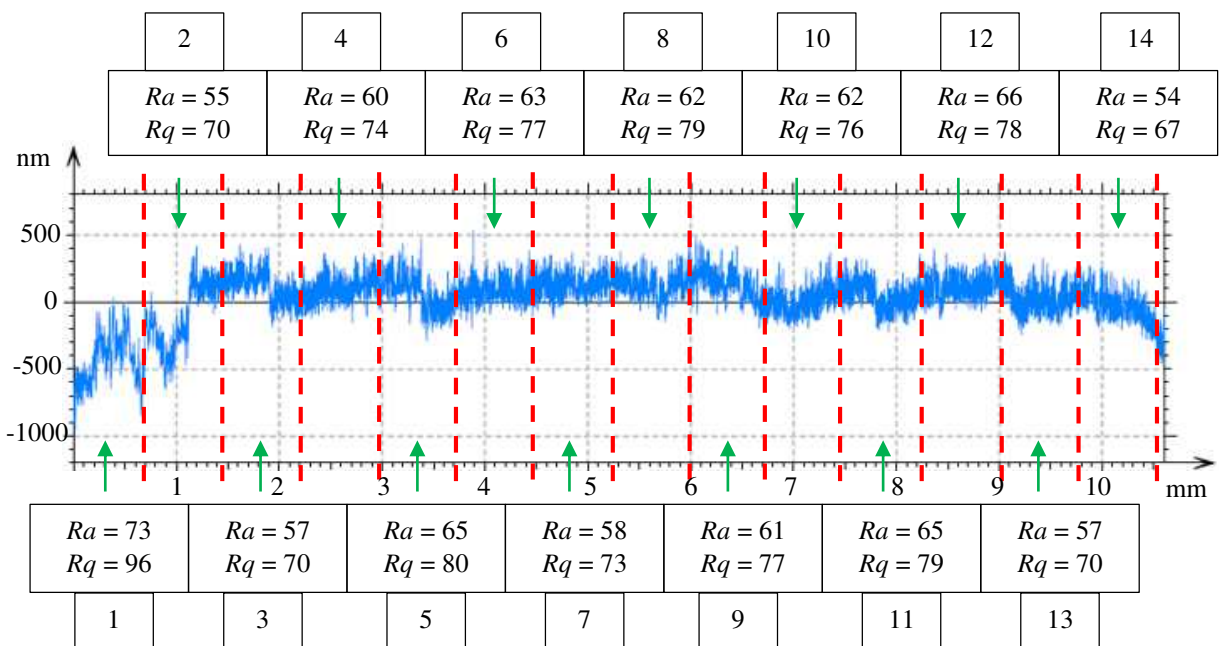 2 4 6 8 10 12 14
Ra = 55 Ra = 60 Ra = 63 Ra = 62 Ra = 62 Ra = 66 Ra = 54
Rq = 70 Rq = 74 Rq = 77 Rq = 79 Rq = 76 Rq = 78 Rq = 67
nm
500
0
-500
-1000
1 2 3 4 5 6 7 8 9 10 mm
Ra = 73 Ra = 57 Ra = 65 Ra = 58 Ra = 61 Ra = 65 Ra = 57
Rq = 96 Rq = 70 Rq = 80 Rq = 73 Rq = 77 Rq = 79 Rq = 70
1 3 5 7 9 11 13